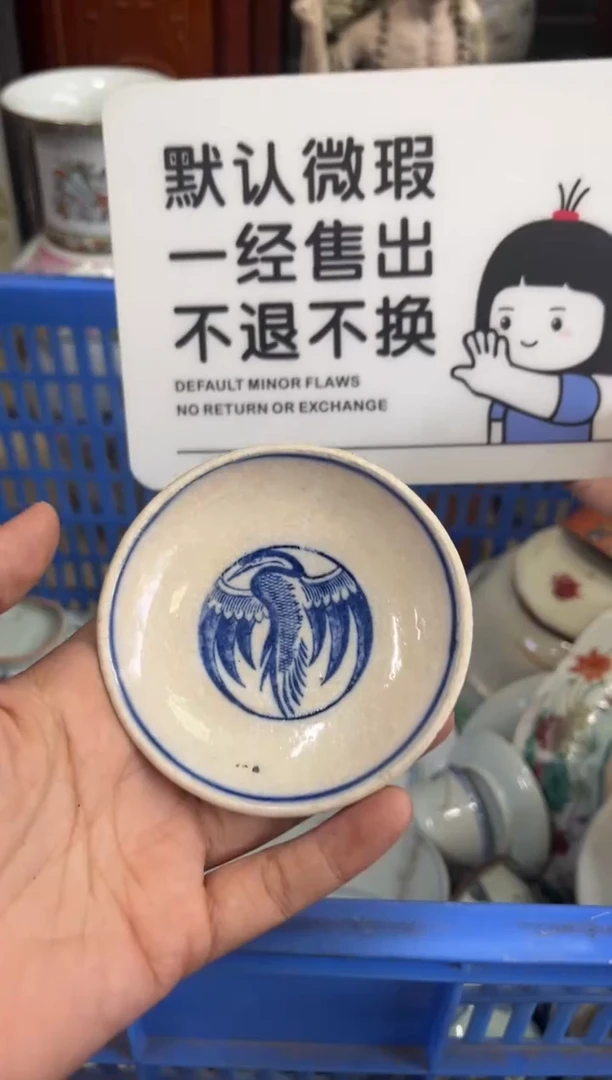 默认微瑕
一经售出
不退不换
DEFAULT MINOR FLAWS
NO RETURN OR EXCHANGE